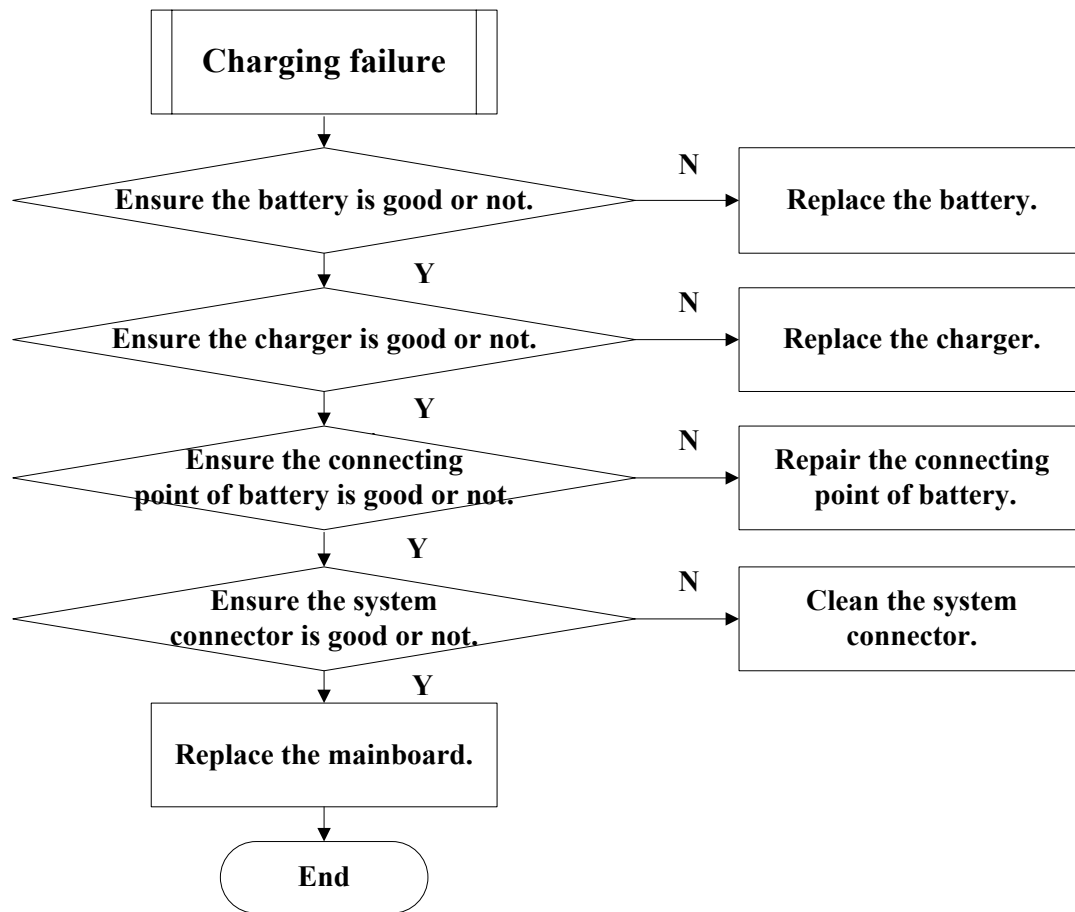 Charging failure
N
Ensure the battery is good or not.
Replace the battery.
Y
N
Ensure the charger is good or not.
Replace the charger.
Y
N
Ensure the connecting
point of battery is good or not.
Repair the connecting
point of battery.
Y
N
Ensure the system
connector is good or not.
Clean the system
connector.
Y
Replace the mainboard.
End